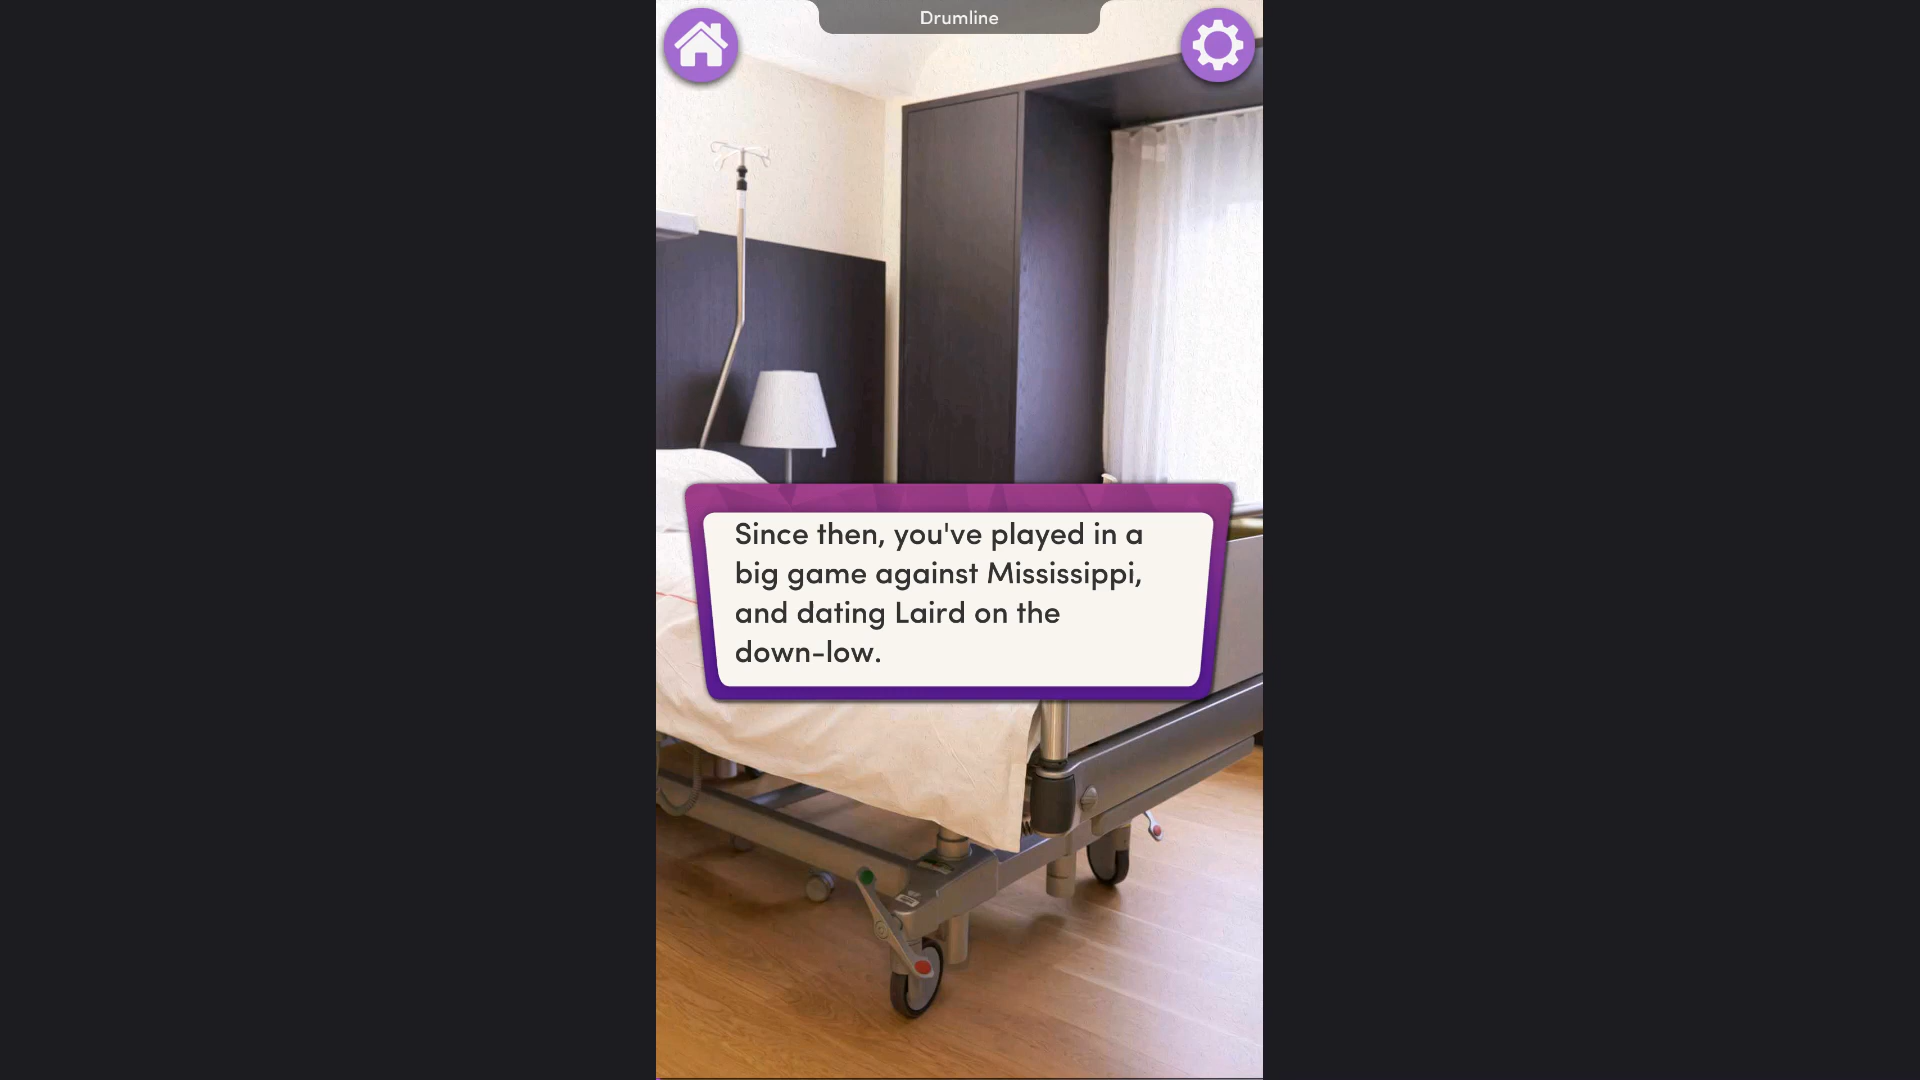 Drumline
Since then, you've played in a
big game against Mississippi,
and dating Laird on the
down-low.